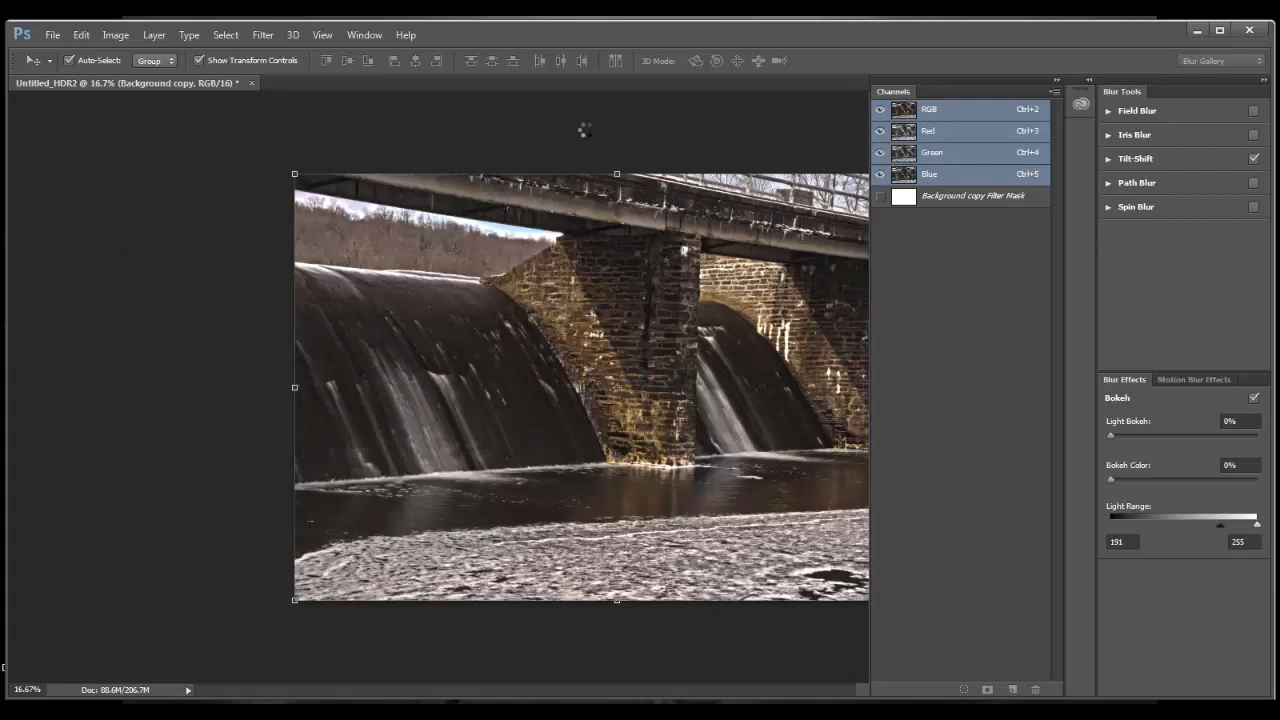 Ps File Edit Image Layer Type Select Filter 3D View Window Help
Auto-Select: Group Show Transform Controls 3D Mode: Blur Gallery
Untitled_HDR2 @ 16.7% (Background copy, RGB/16) * ×
Channels
RGB Ctrl+2
Red Ctrl+3
Green Ctrl+4
Blue Ctrl+5
Background copy Filter Mask
Blur Tools
Field Blur
Iris Blur
Tilt-Shift
Path Blur
Spin Blur
Blur Effects Motion Blur Effects
Bokeh
Light Bokeh: 0%
Bokeh Color: 0%
Light Range:
191 255
16.67% Doc: 88.6M/206.7M